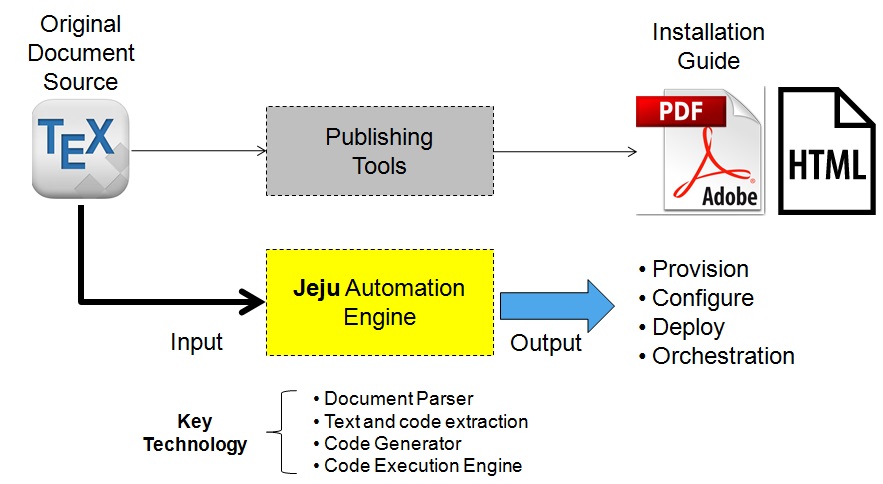 Original
Document
Source
TEX
Publishing
Tools
Installation
Guide
PDF
Adobe
HTML
Jeju Automation
Engine
Input
Output
• Provision
• Configure
• Deploy
• Orchestration
Key
Technology
• Document Parser
• Text and code extraction
• Code Generator
• Code Execution Engine